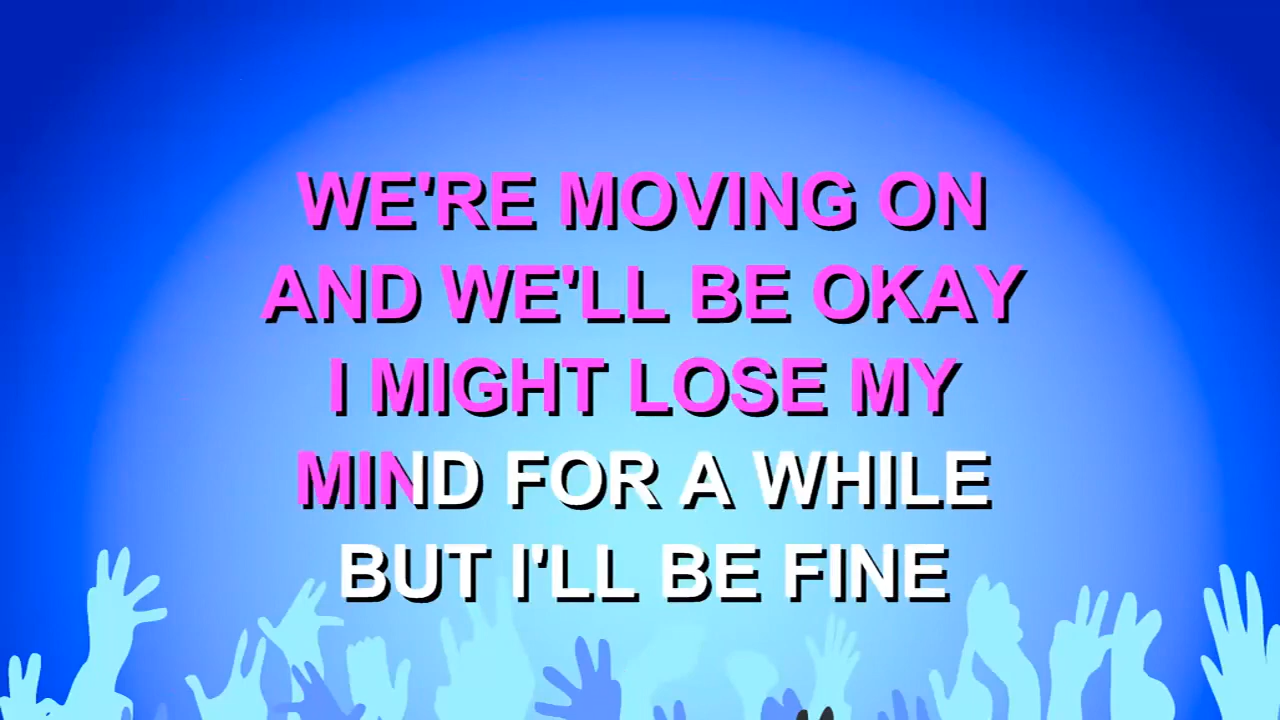 WE'RE MOVING ON
AND WE'LL BE OKAY
I MIGHT LOSE MY
MIND FOR A WHILE
BUT I'LL BE FINE